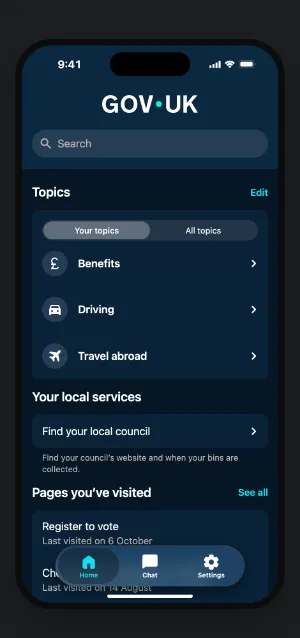 9:41
GOV•UK
Search
Topics
Edit
Your topics
All topics
Benefits
Driving
Travel abroad
Your local services
Find your local council
Find your council's website and when your bins are
collected.
Pages you've visited
See all
Register to vote
Last visited on 6 October
Last visited on 14 August
Home
Chat
Settings